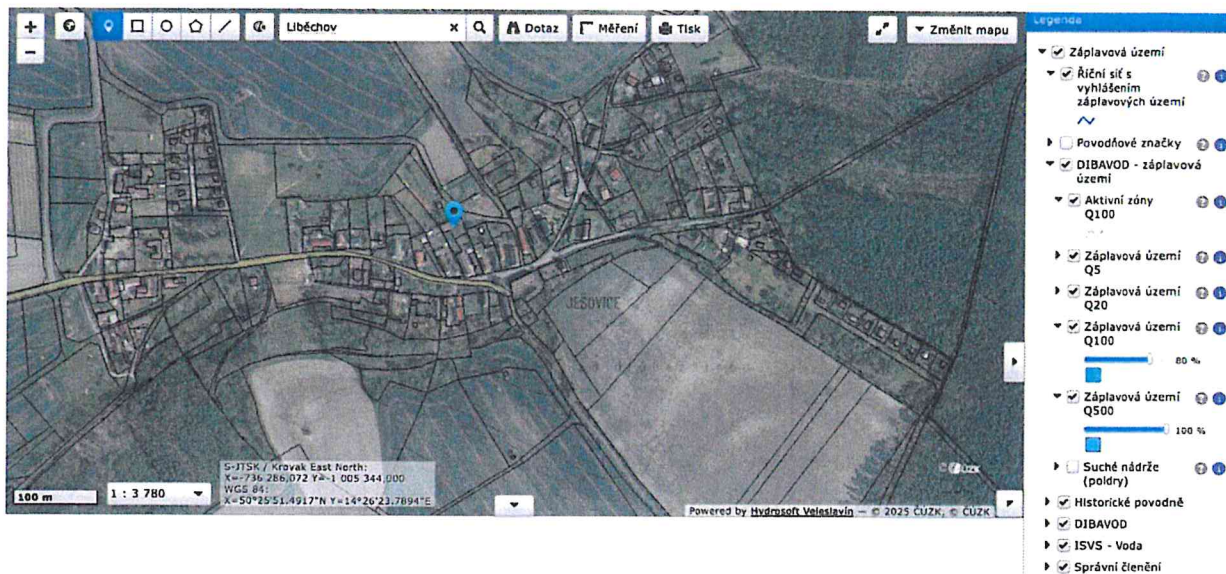 +
−
Liběchov
x
Dotaz
Měření
Tisk
Změnit mapu
Legenda
Záplavová území
Říční síť s
vyhlášením
záplavových území
Povodňové značky
DIBAVOD - záplavová
území
Aktivní zóny
Q100
Záplavová území
Q5
Záplavová území
Q20
Záplavová území
Q100
80 %
Záplavová území
Q500
100 %
Suché nádrže
(poldry)
Historické povodně
DIBAVOD
ISVS - Voda
Správní členění
JEŠOVICE
S-JTSK / Krovak East North:
X=-736 286,072 Y=-1 005 344,000
WGS 84:
X=50°25'51.4917"N Y=14°26'23.7894"E
100 m
1 : 3 780
© ČÚZK
Powered by Hydrosoft Veleslavín — © 2025 ČÚZK, © ČÚZK